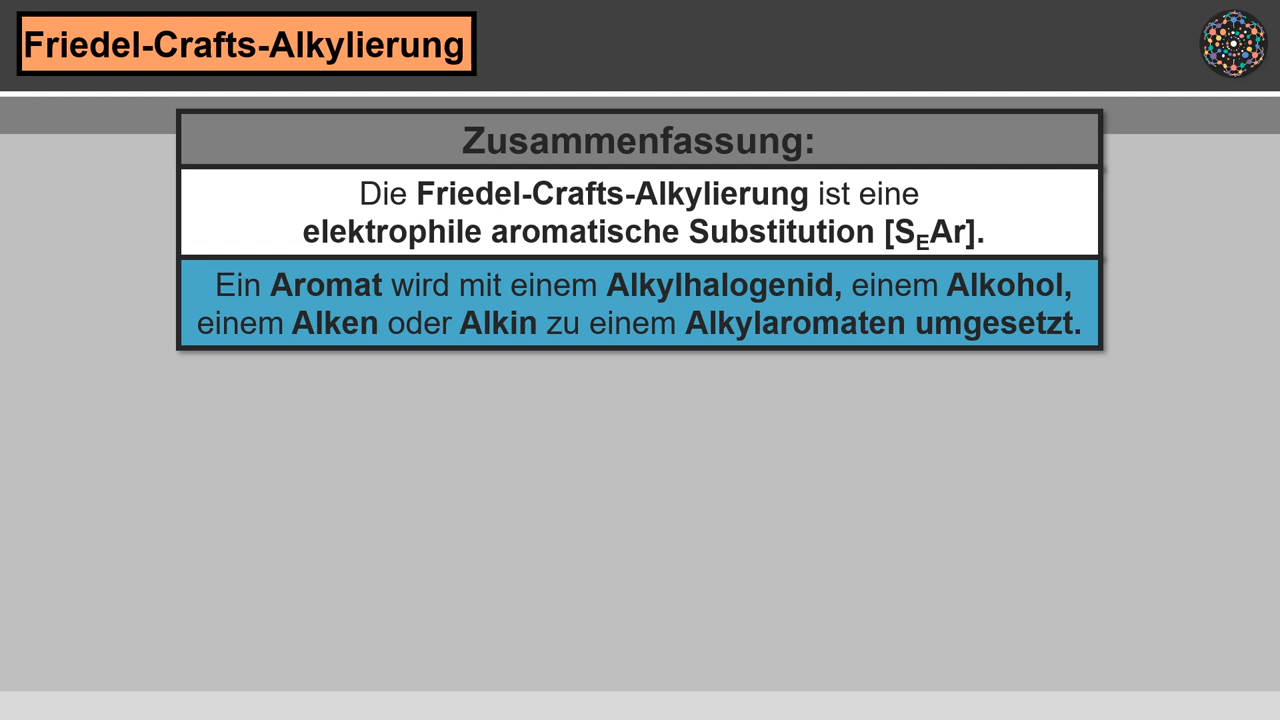 Friedel-Crafts-Alkylierung
Zusammenfassung:
Die Friedel-Crafts-Alkylierung ist eine
elektrophile aromatische Substitution [SEAr].
Ein Aromat wird mit einem Alkylhalogenid, einem Alkohol,
einem Alken oder Alkin zu einem Alkylaromaten umgesetzt.